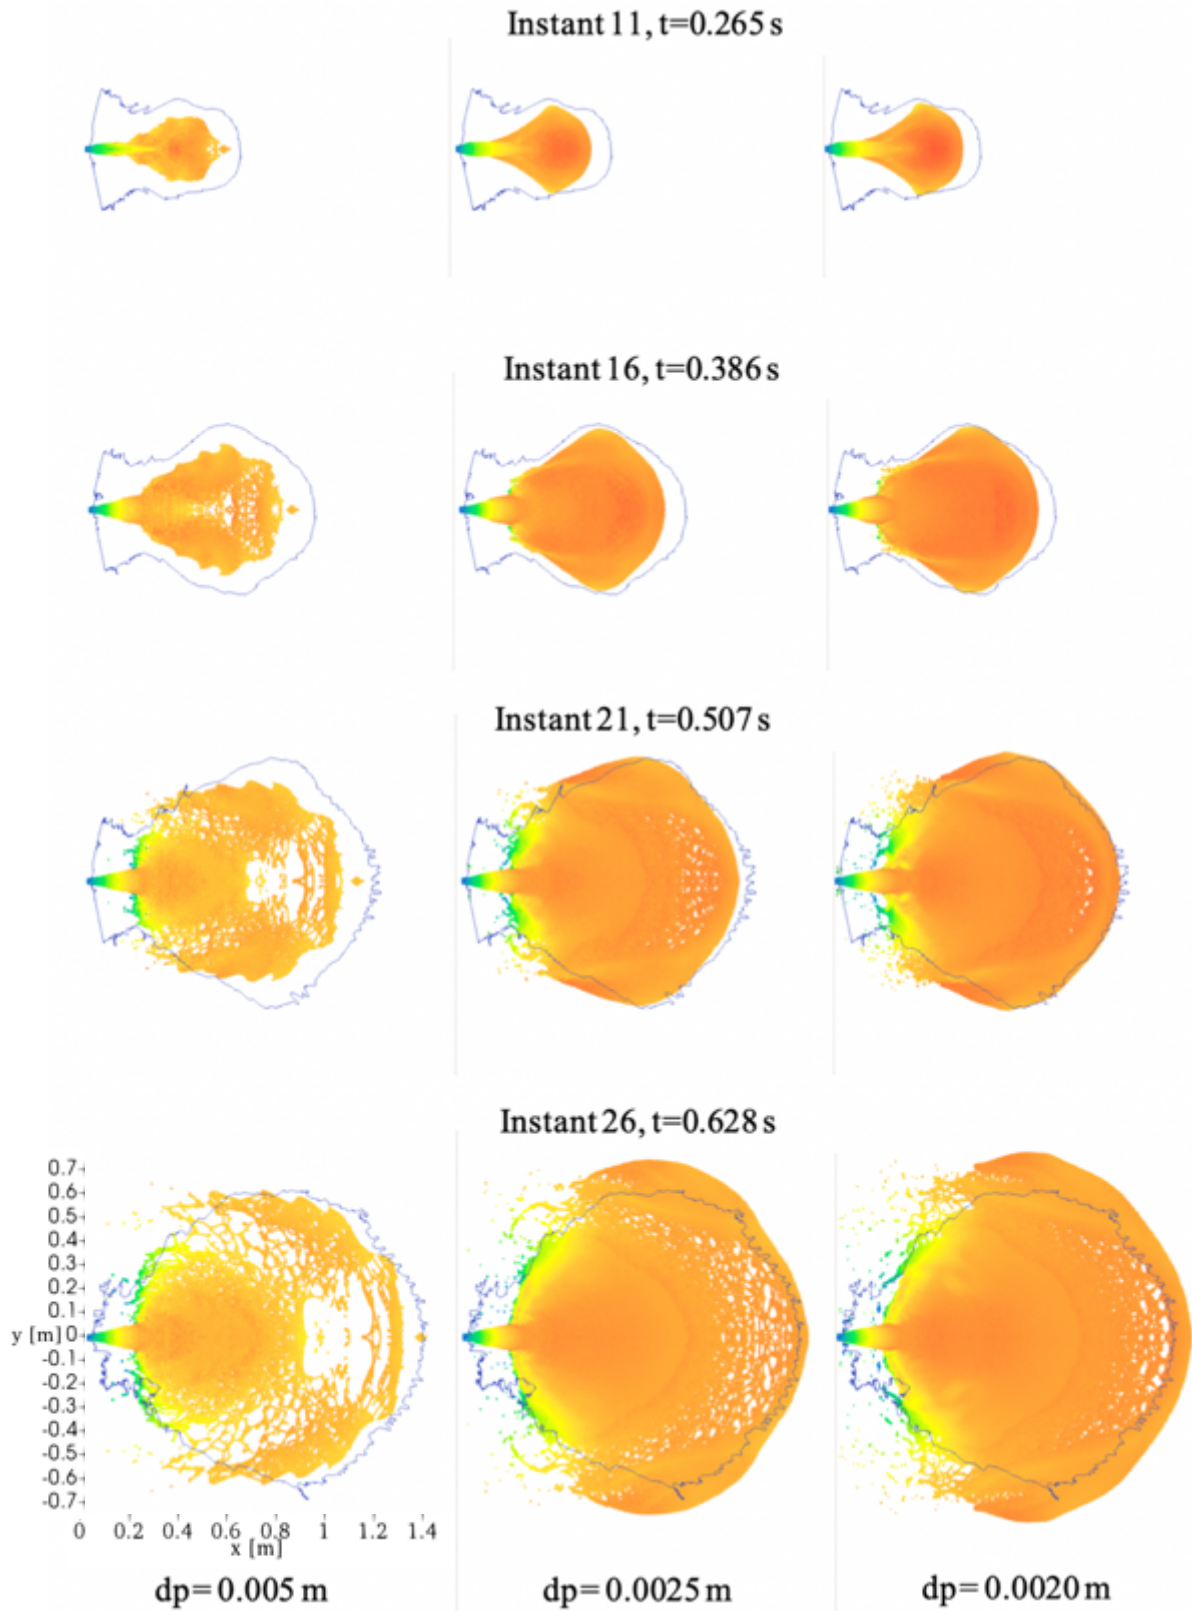 Instant 11, t=0.265 s
Instant 16, t=0.386 s
Instant 21, t=0.507 s
Instant 26, t=0.628 s
0.7
0.6
0.5
0.4
0.3
0.2
0.1
y [m] 0
-0.1
-0.2
-0.3
-0.4
-0.5
-0.6
-0.7
0 0.2 0.4 0.6 0.8 1 1.2 1.4
x [m]
dp= 0.005 m dp= 0.0025 m dp= 0.0020 m